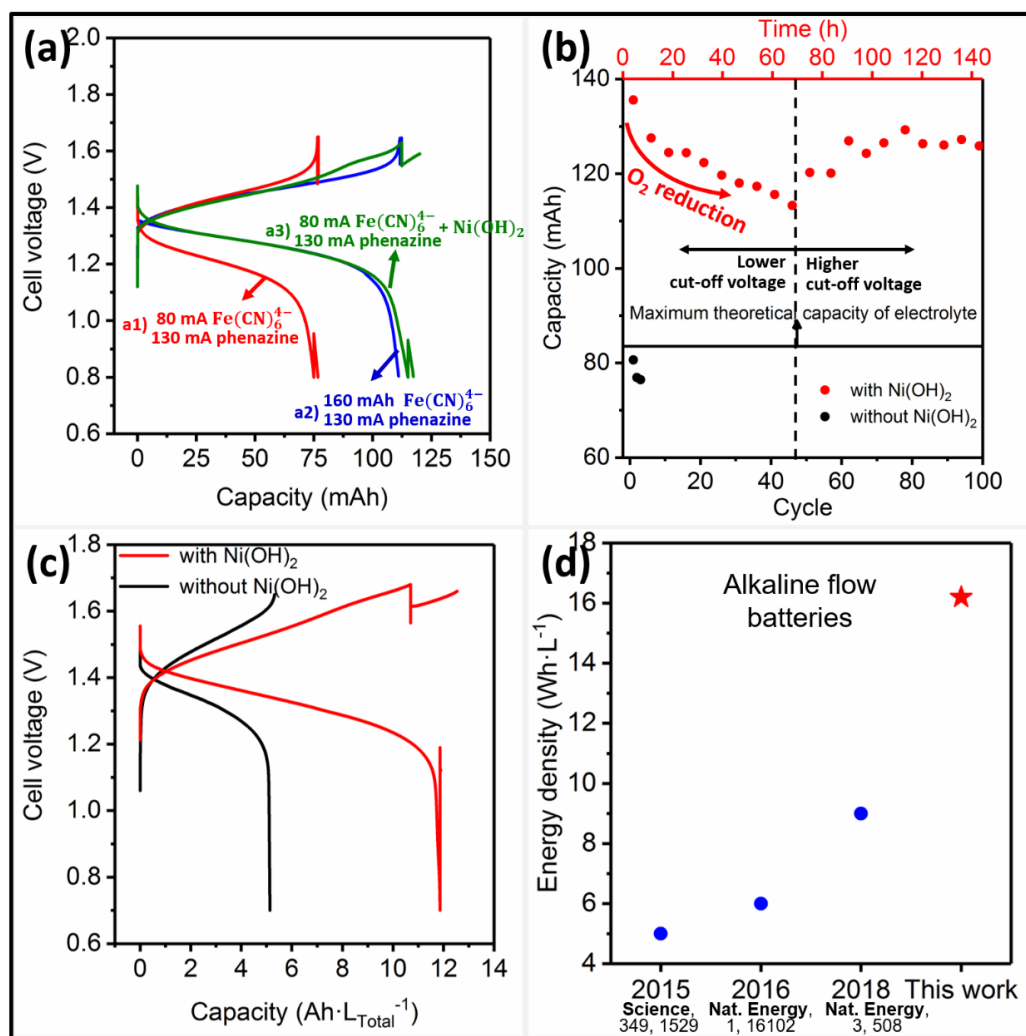 (a)
2.0
1.8
1.6
1.4
1.2
1.0
0.8
0.6
Cell voltage (V)
a3) 80 mA Fe(CN)₆⁴⁻ + Ni(OH)₂
130 mA phenazine
a1) 80 mA Fe(CN)₆⁴⁻
130 mA phenazine
a2) 160 mAh Fe(CN)₆⁴⁻
130 mA phenazine
0 25 50 75 100 125 150
Capacity (mAh)
(b)
Time (h)
0 20 40 60 80 100 120 140
140
120
100
80
60
Capacity (mAh)
O₂ reduction
Lower
cut-off voltage
Higher
cut-off voltage
Maximum theoretical capacity of electrolyte
with Ni(OH)₂
without Ni(OH)₂
0 20 40 60 80 100
Cycle
(c)
with Ni(OH)₂
without Ni(OH)₂
1.8
1.6
1.4
1.2
1.0
0.8
0.6
Cell voltage (V)
0 2 4 6 8 10 12 14
Capacity (Ah·L_Total⁻¹)
(d)
Alkaline flow
batteries
18
16
14
12
10
8
6
4
Energy density (Wh·L⁻¹)
2015 2016 2018 This work
Science, Nat. Energy, Nat. Energy,
349, 1529 1, 16102 3, 508